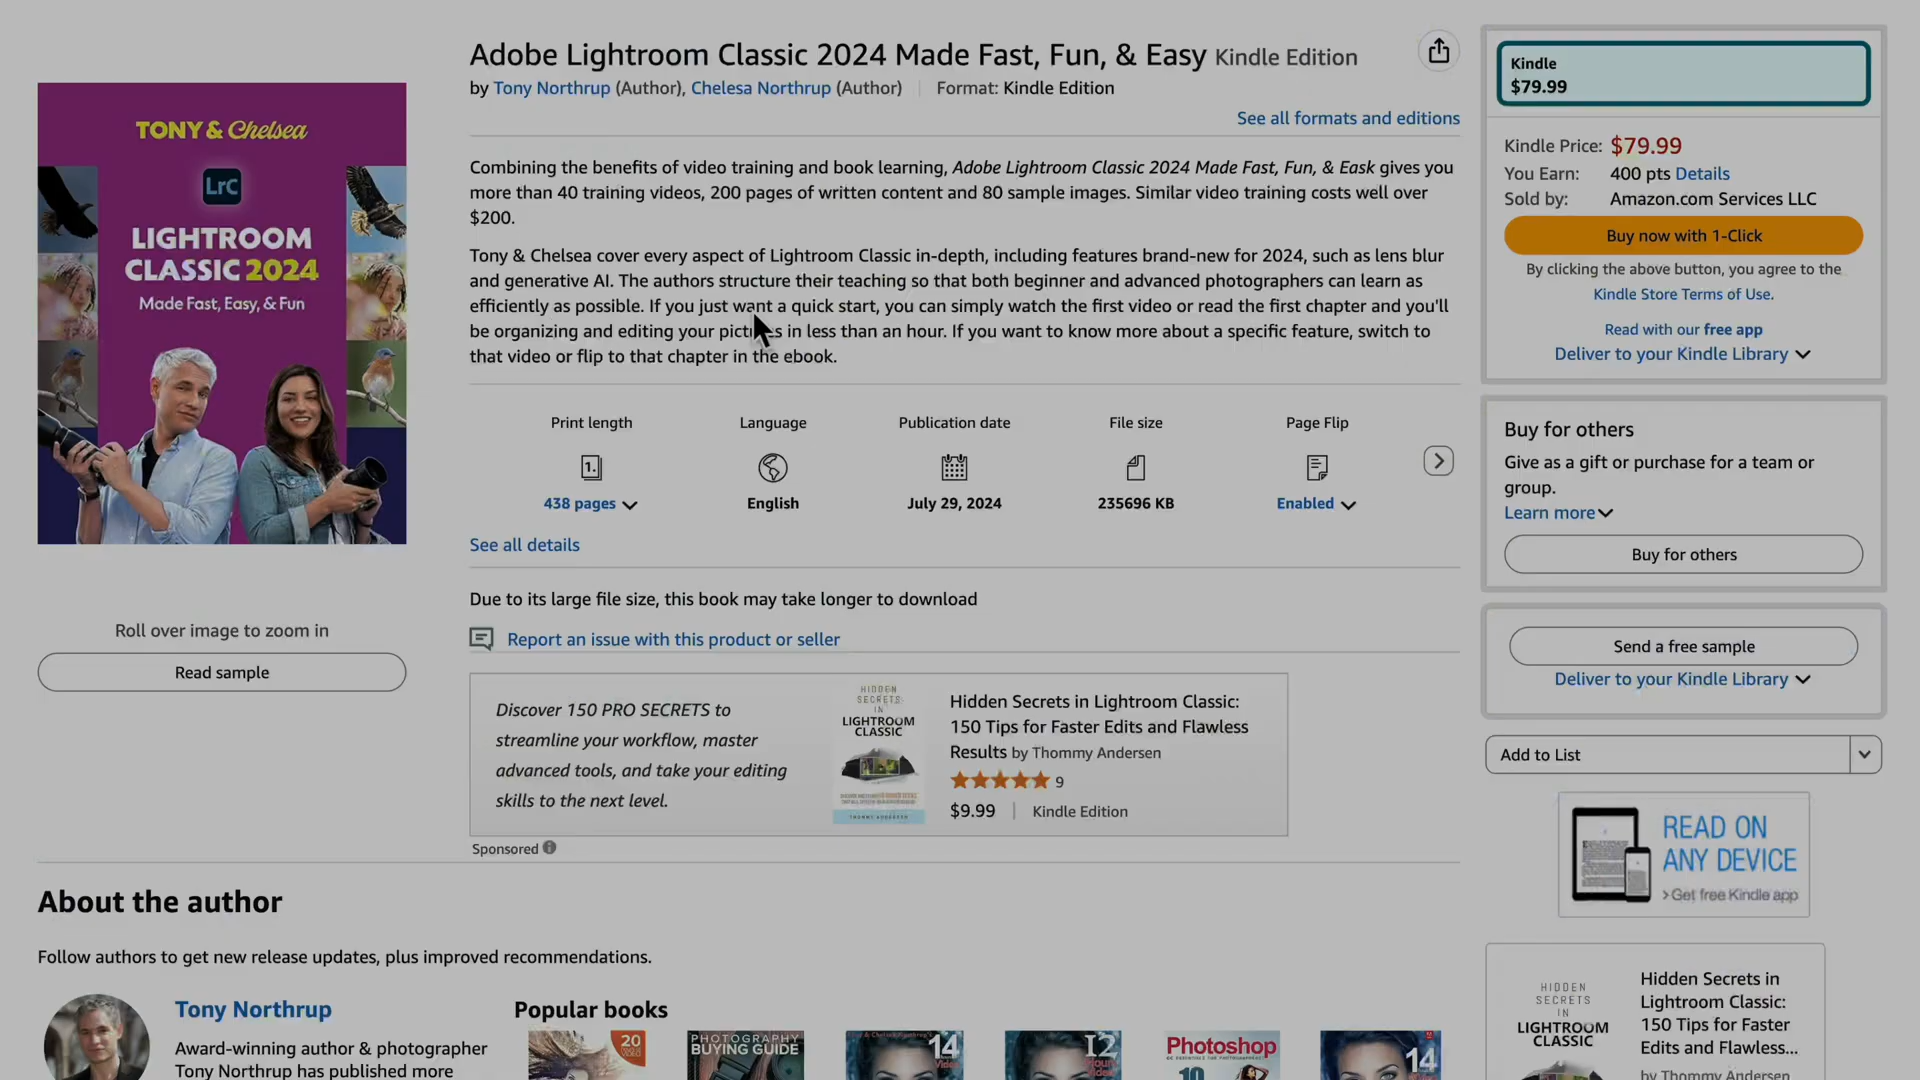 Adobe Lightroom Classic 2024 Made Fast, Fun, & Easy Kindle Edition
by Tony Northrup (Author), Chelesa Northrup (Author) Format: Kindle Edition
See all formats and editions
TONY & Chelsea
LrC
LIGHTROOM
CLASSIC 2024
Made Fast, Easy, & Fun
Roll over image to zoom in
Read sample
Combining the benefits of video training and book learning, Adobe Lightroom Classic 2024 Made Fast, Fun, & Eask gives you
more than 40 training videos, 200 pages of written content and 80 sample images. Similar video training costs well over
$200.
Tony & Chelsea cover every aspect of Lightroom Classic in-depth, including features brand-new for 2024, such as lens blur
and generative AI. The authors structure their teaching so that both beginner and advanced photographers can learn as
efficiently as possible. If you just want a quick start, you can simply watch the first video or read the first chapter and you'll
be organizing and editing your pictures in less than an hour. If you want to know more about a specific feature, switch to
that video or flip to that chapter in the ebook.
Print length
1.
438 pages
Language
English
Publication date
July 29, 2024
File size
235696 KB
Page Flip
Enabled
See all details
Due to its large file size, this book may take longer to download
Report an issue with this product or seller
Discover 150 PRO SECRETS to
streamline your workflow, master
advanced tools, and take your editing
skills to the next level.
HIDDEN
SECRETS
IN
LIGHTROOM
CLASSIC
THOMMY ANDERSEN
Hidden Secrets in Lightroom Classic:
150 Tips for Faster Edits and Flawless
Results by Thommy Andersen
9
$9.99 | Kindle Edition
Sponsored
Kindle
$79.99
Kindle Price: $79.99
You Earn: 400 pts Details
Sold by: Amazon.com Services LLC
Buy now with 1-Click
By clicking the above button, you agree to the
Kindle Store Terms of Use.
Read with our free app
Deliver to your Kindle Library
Buy for others
Give as a gift or purchase for a team or
group.
Learn more
Buy for others
Send a free sample
Deliver to your Kindle Library
Add to List
READ ON
ANY DEVICE
> Get free Kindle app
HIDDEN
SECRETS
IN
LIGHTROOM
CLASSIC
Hidden Secrets in
Lightroom Classic:
150 Tips for Faster
Edits and Flawless...
by Thommy Andersen
About the author
Follow authors to get new release updates, plus improved recommendations.
Tony Northrup
Award-winning author & photographer
Tony Northrup has published more
Popular books
20
PHOTOGRAPHY
BUYING GUIDE
14
12
Photoshop
10
14